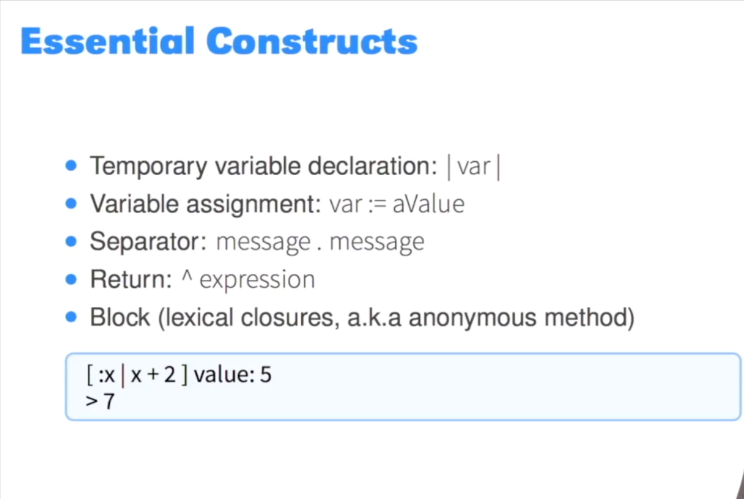 Essential Constructs
• Temporary variable declaration: |var|
• Variable assignment: var := aValue
• Separator: message . message
• Return: ^ expression
• Block (lexical closures, a.k.a anonymous method)
[ :x | x + 2 ] value: 5
> 7